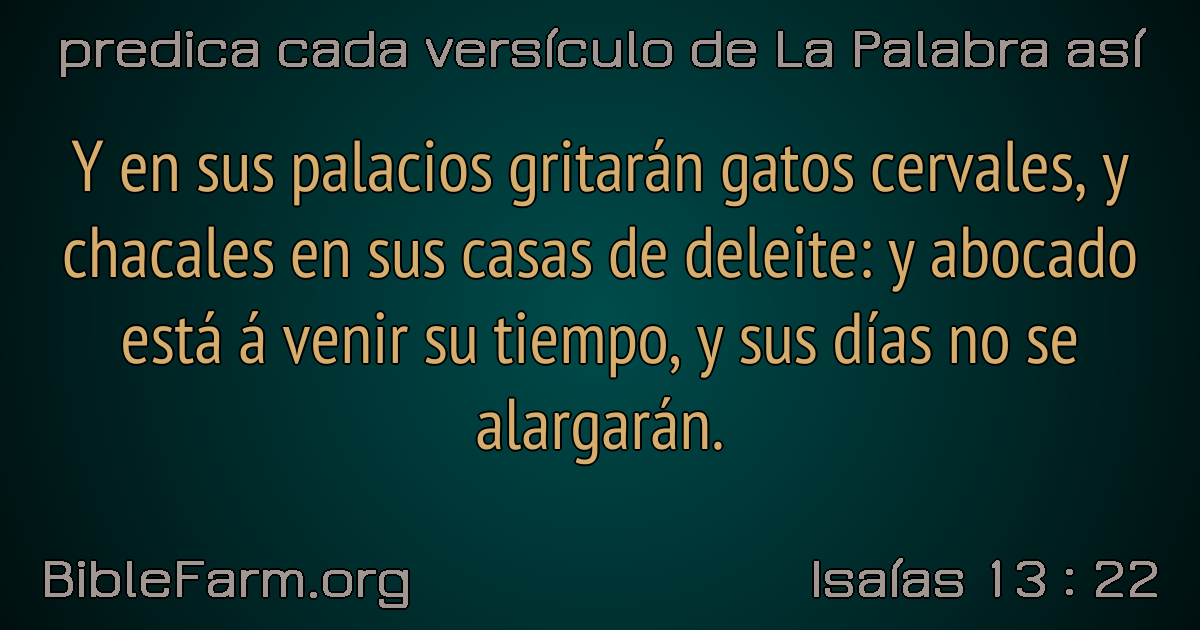 predica cada versículo de La Palabra así
Y en sus palacios gritarán gatos cervales, y
chacales en sus casas de deleite: y abocado
está á venir su tiempo, y sus días no se
alargarán.
BibleFarm.org
Isaías 13 : 22